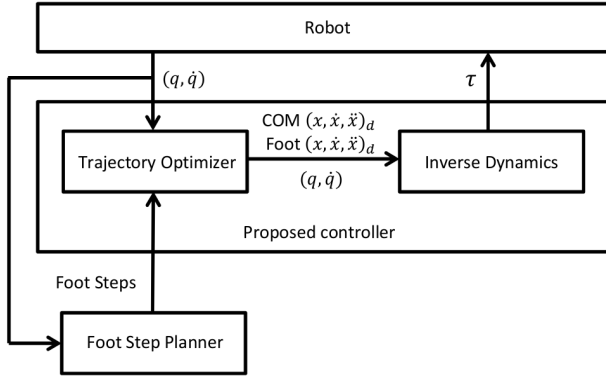 Robot
(q, q̇)
τ
COM (x, ẋ, ẍ)_d
Foot (x, ẋ, ẍ)_d
Trajectory Optimizer
Inverse Dynamics
(q, q̇)
Proposed controller
Foot Steps
Foot Step Planner